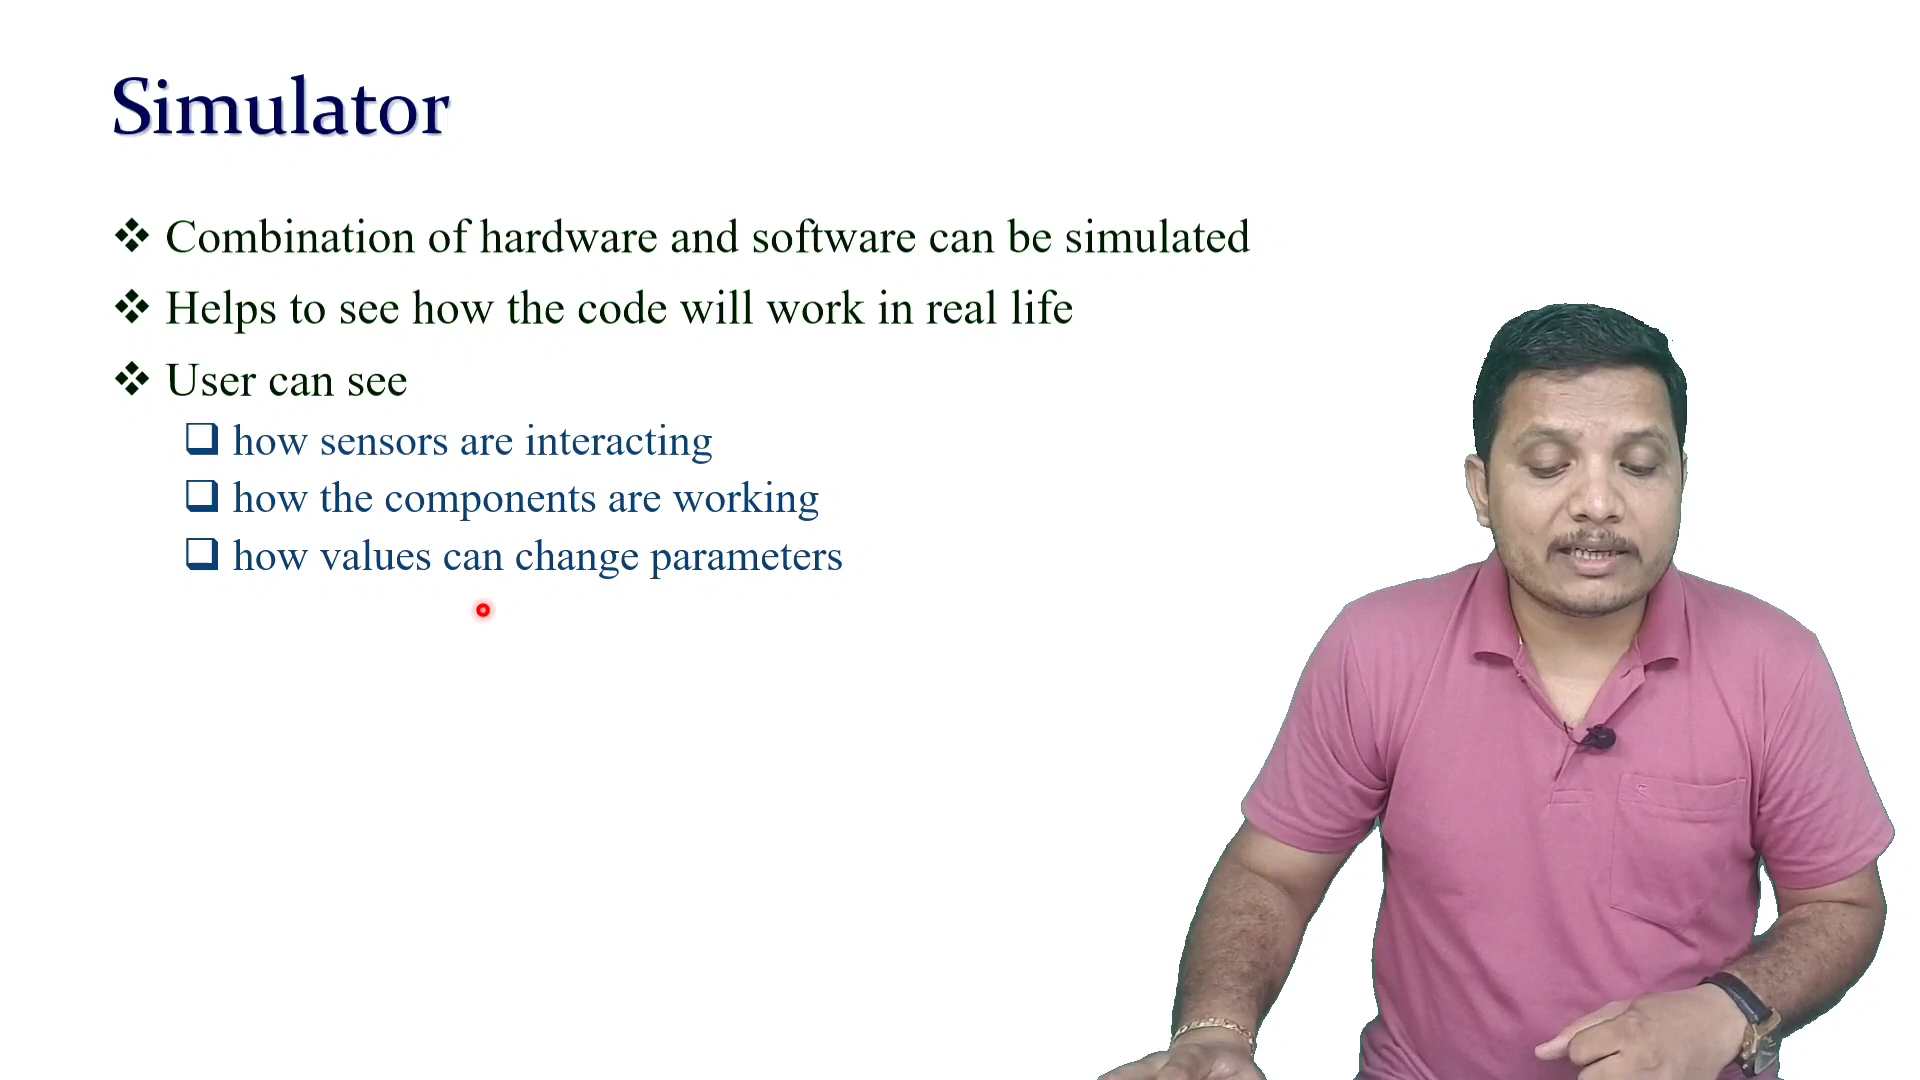 Simulator
Combination of hardware and software can be simulated
Helps to see how the code will work in real life
User can see
how sensors are interacting
how the components are working
how values can change parameters